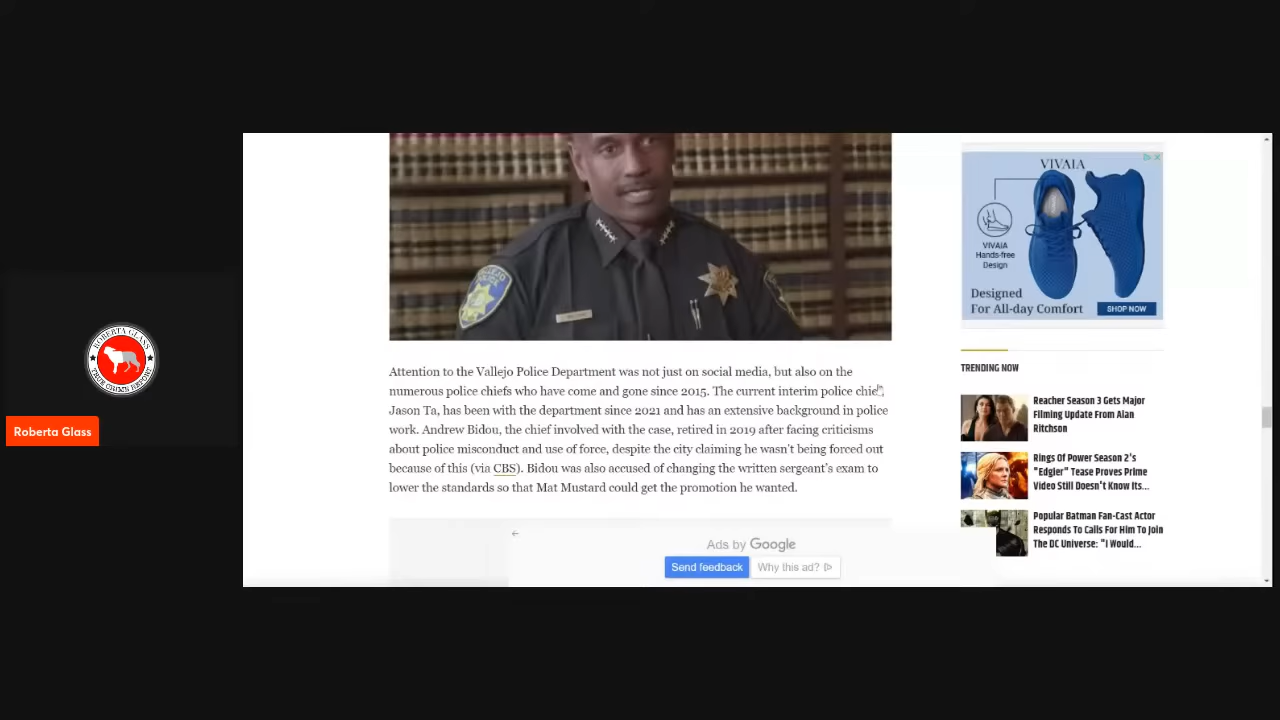 ROBERTA GLASS
TRUE CRIME REPORT
Roberta Glass
VALLEJO
Attention to the Vallejo Police Department was not just on social media, but also on the
numerous police chiefs who have come and gone since 2015. The current interim police chief,
Jason Ta, has been with the department since 2021 and has an extensive background in police
work. Andrew Bidou, the chief involved with the case, retired in 2019 after facing criticisms
about police misconduct and use of force, despite the city claiming he wasn't being forced out
because of this (via CBS). Bidou was also accused of changing the written sergeant's exam to
lower the standards so that Mat Mustard could get the promotion he wanted.
Ads by Google
Send feedback
Why this ad?
VIVAIA
VIVAIA
Hands-free
Design
Designed
For All-day Comfort
SHOP NOW
TRENDING NOW
Reacher Season 3 Gets Major
Filming Update From Alan
Ritchson
Rings Of Power Season 2's
"Edgier" Tease Proves Prime
Video Still Doesn't Know Its...
Popular Batman Fan-Cast Actor
Responds To Calls For Him To Join
The DC Universe: "I Would...